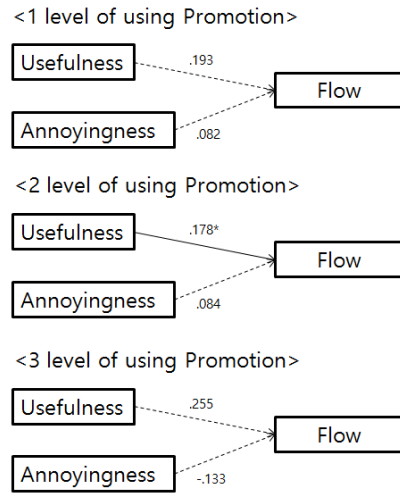 <1 level of using Promotion>
Usefulness
.193
Flow
Annoyingness
.082
<2 level of using Promotion>
Usefulness
.178*
Flow
Annoyingness
.084
<3 level of using Promotion>
Usefulness
.255
Flow
Annoyingness
-.133